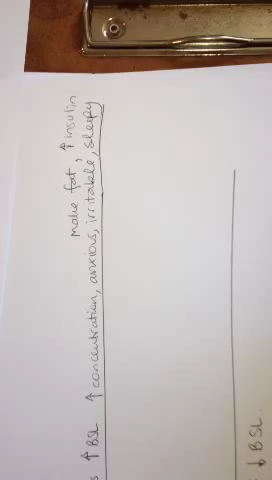 make fat, ↑ insulin
↑ BSL ↑ concentration, anxious, irritable, sleepy
↓ BSL.